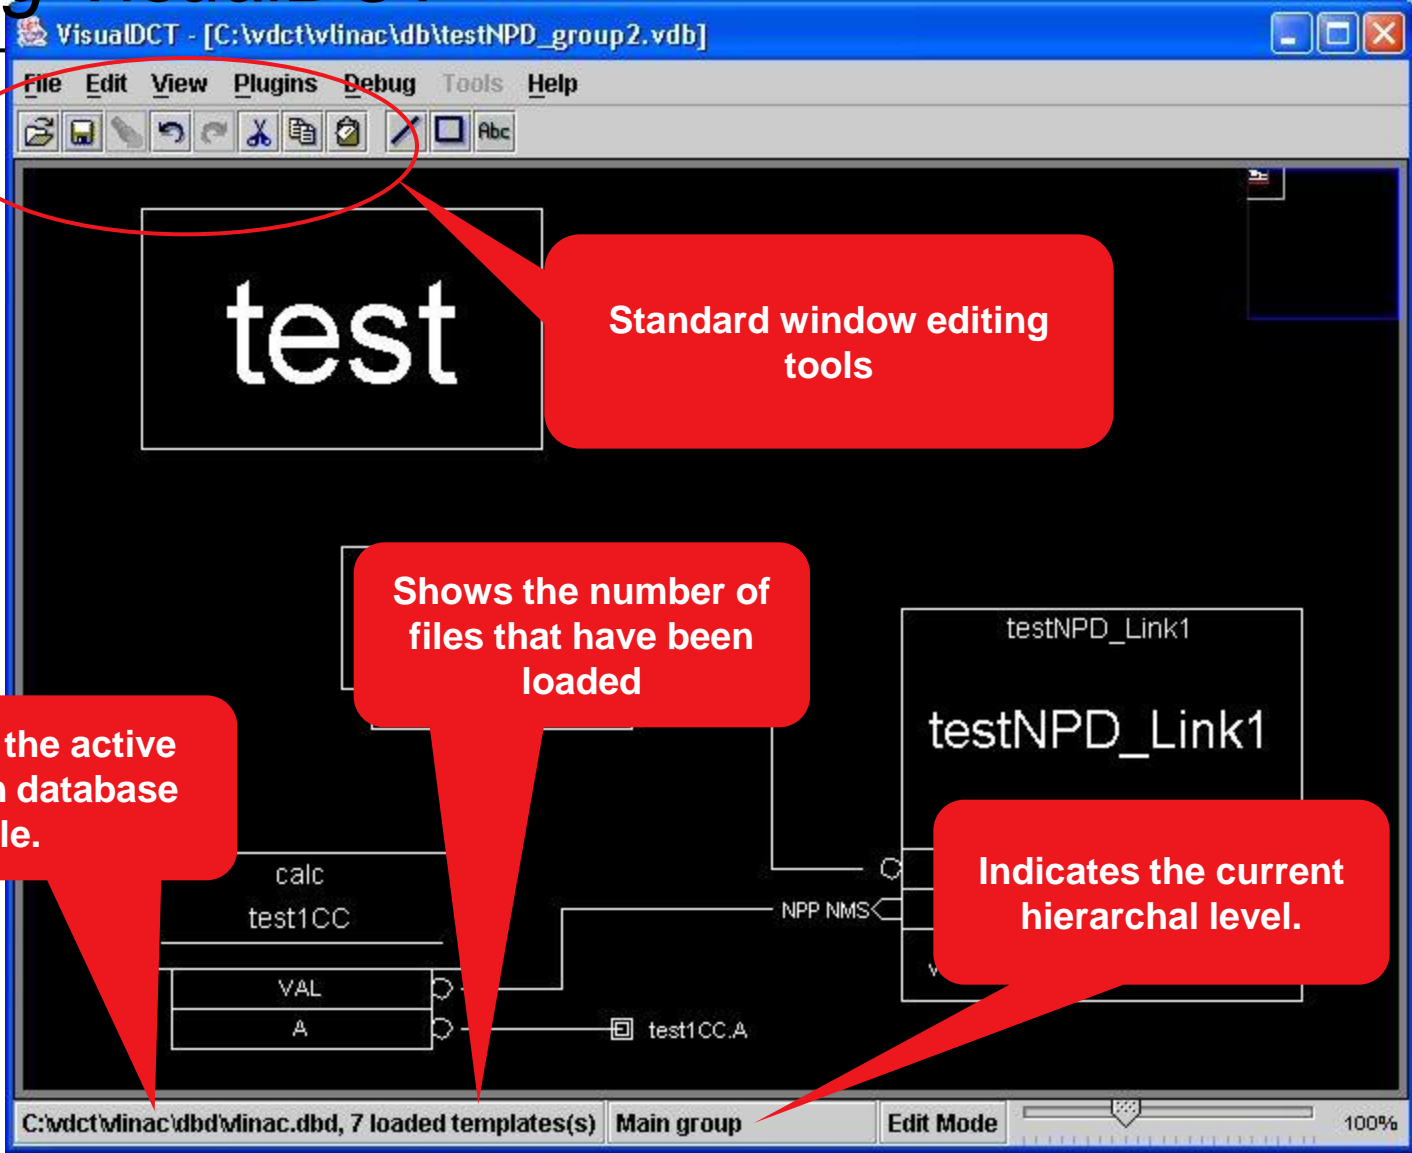 g VisualDCT
VisualDCT - [C:\vdct\vlinac\db\testNPD_group2.vdb]
File Edit View Plugins Debug Tools Help
Abc
test
Standard window editing
tools
Shows the number of
files that have been
loaded
testNPD_Link1
testNPD_Link1
the active
database
le.
Indicates the current
hierarchal level.
calc
test1CC
NPP NMS
VAL
A
test1CC.A
C:\vdct\vlinac\dbd\vlinac.dbd, 7 loaded templates(s) Main group Edit Mode 100%